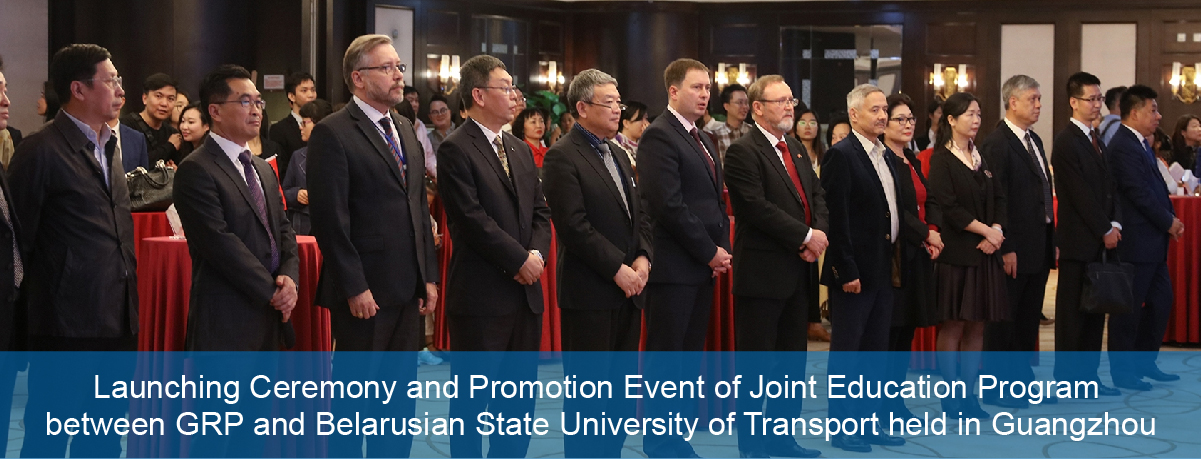 Launching Ceremony and Promotion Event of Joint Education Program
between GRP and Belarusian State University of Transport held in Guangzhou